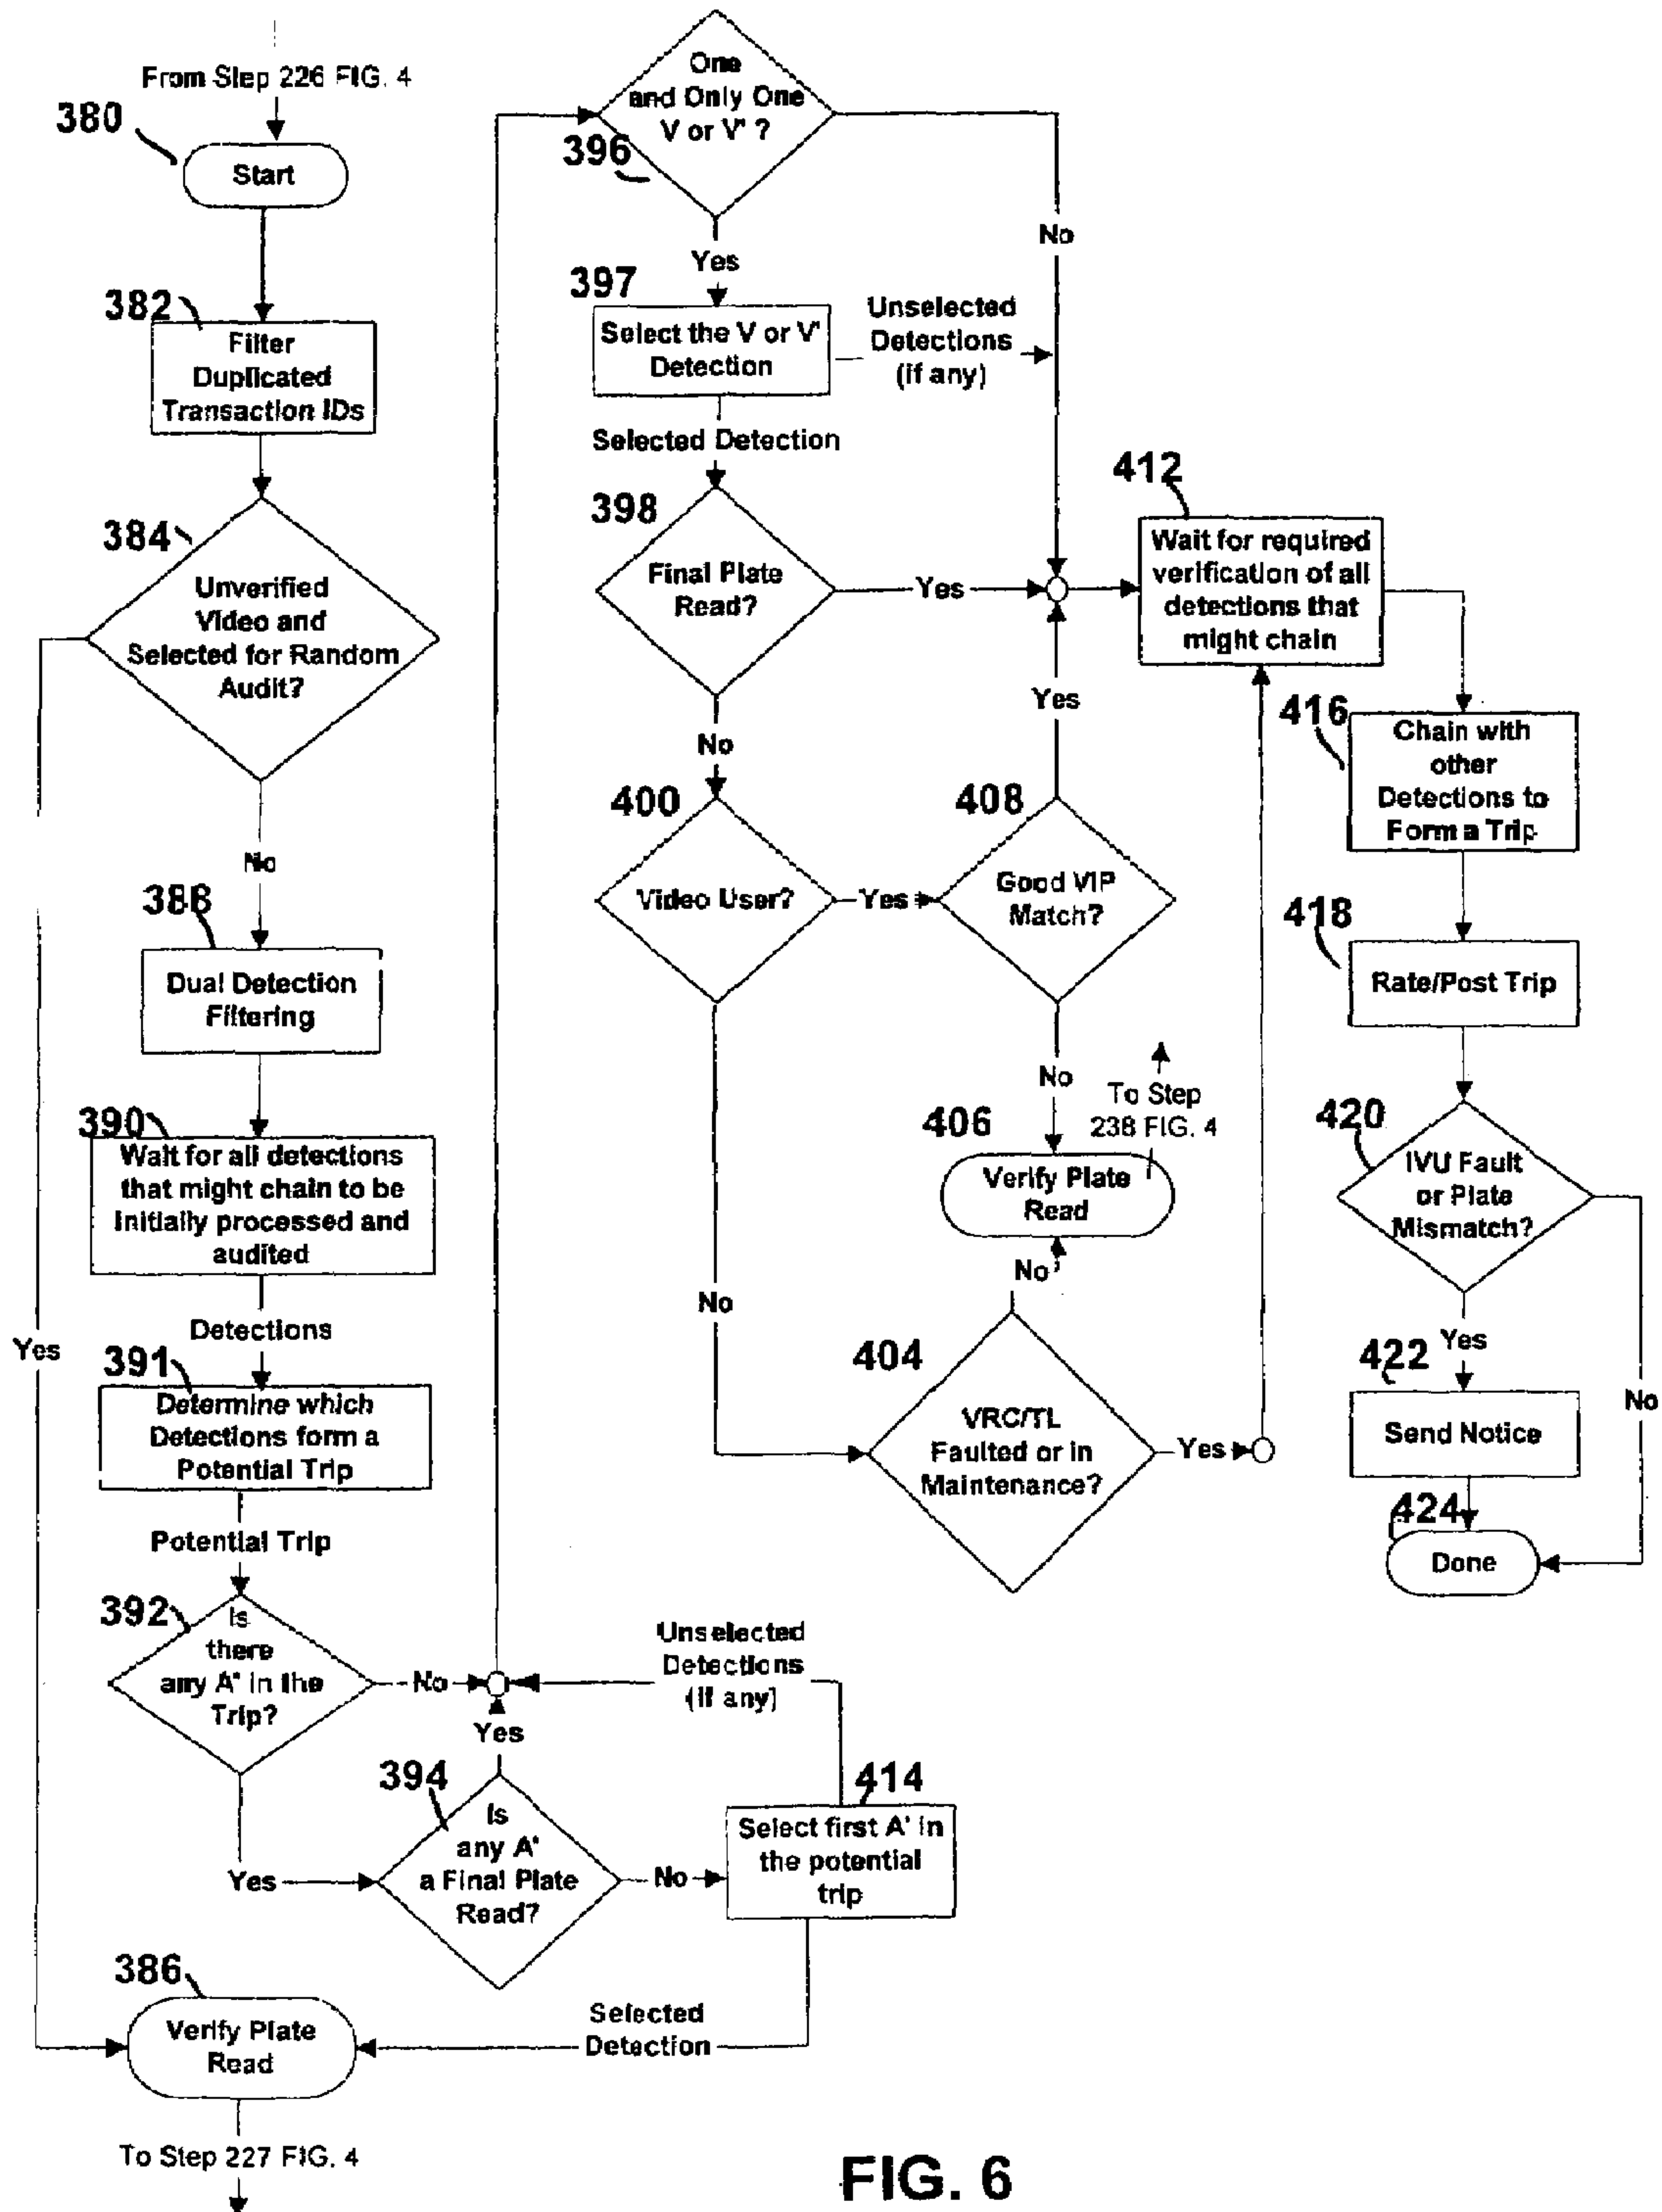 From Step 226 FIG. 4
380
Start
382
Filter
Duplicated
Transaction IDs
384
Unverified
Video and
Selected for Random
Audit?
No
Yes
388
Dual Detection
Filtering
390
Wait for all detections
that might chain to be
initially processed and
audited
Detections
391
Determine which
Detections form a
Potential Trip
Potential Trip
392
Is
there
any A' in the
Trip?
No
Yes
394
Is
any A'
a Final Plate
Read?
Yes
No
414
Select first A' in
the potential
trip
Unselected
Detections
(if any)
Selected
Detection
386
Verify Plate
Read
To Step 227 FIG. 4
One
and Only One
V or V' ?
396
No
Yes
397
Select the V or V'
Detection
Unselected
Detections
(if any)
Selected Detection
398
Final Plate
Read?
Yes
No
400
Video User?
Yes
No
408
Good VIP
Match?
Yes
No
To Step
238 FIG. 4
406
Verify Plate
Read
No
404
VRC/TL
Faulted or in
Maintenance?
Yes
412
Wait for required
verification of all
detections that
might chain
416
Chain with
other
Detections to
Form a Trip
418
Rate/Post Trip
420
IVU Fault
or Plate
Mismatch?
Yes
No
422
Send Notice
424
Done
FIG. 6